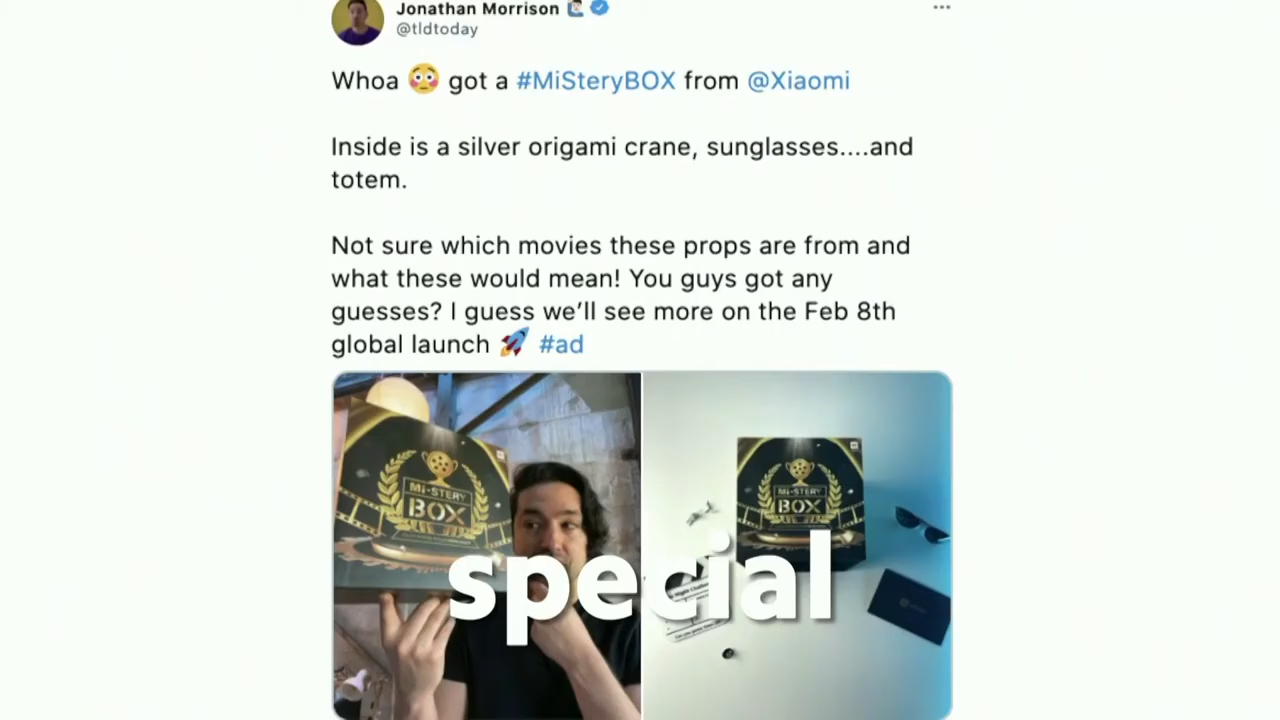 Jonathan Morrison
@tldtoday
Whoa 😳 got a #MiSteryBOX from @Xiaomi
Inside is a silver origami crane, sunglasses....and
totem.
Not sure which movies these props are from and
what these would mean! You guys got any
guesses? I guess we’ll see more on the Feb 8th
global launch 🚀 #ad
Mi-STERY
BOX
Mi-STERY
BOX
special